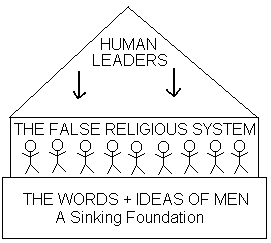 HUMAN
LEADERS
THE FALSE RELIGIOUS SYSTEM
THE WORDS + IDEAS OF MEN
A Sinking Foundation